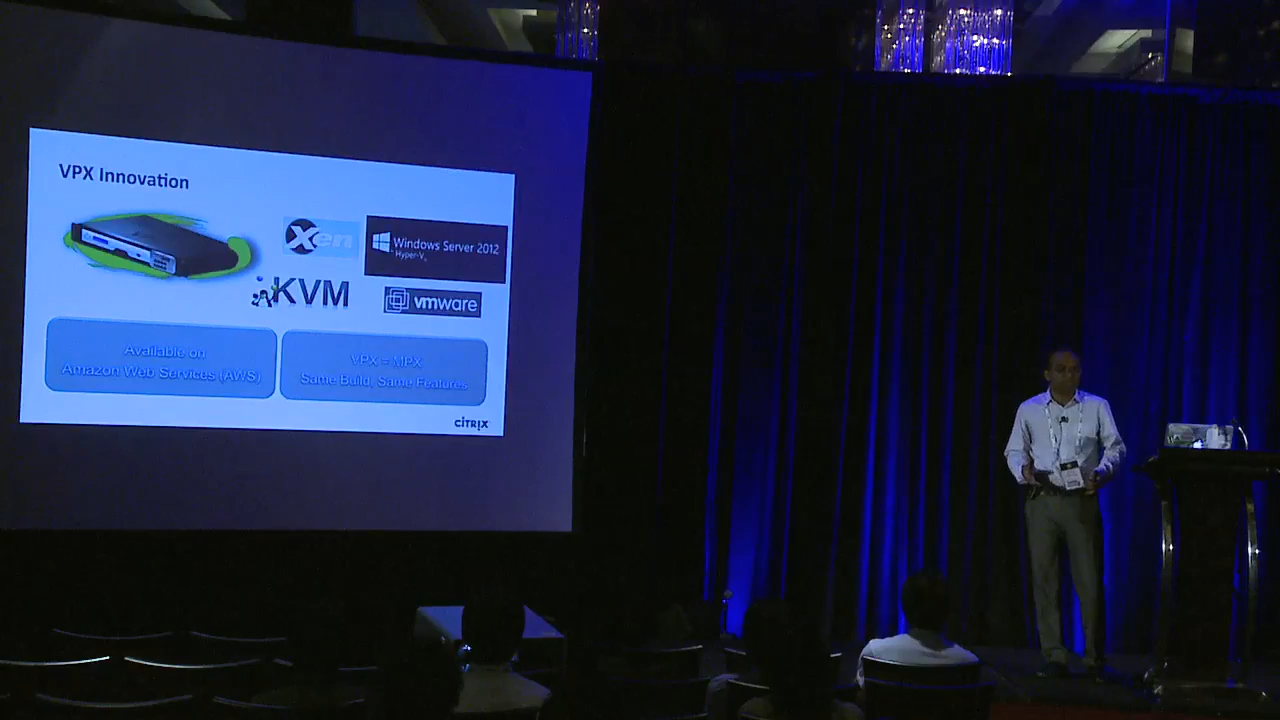 VPX Innovation
Xen
Windows Server 2012
Hyper-V
KVM
vmware
Available on
Amazon Web Services (AWS)
VPX = MPX
Same Build, Same Features
CITRIX